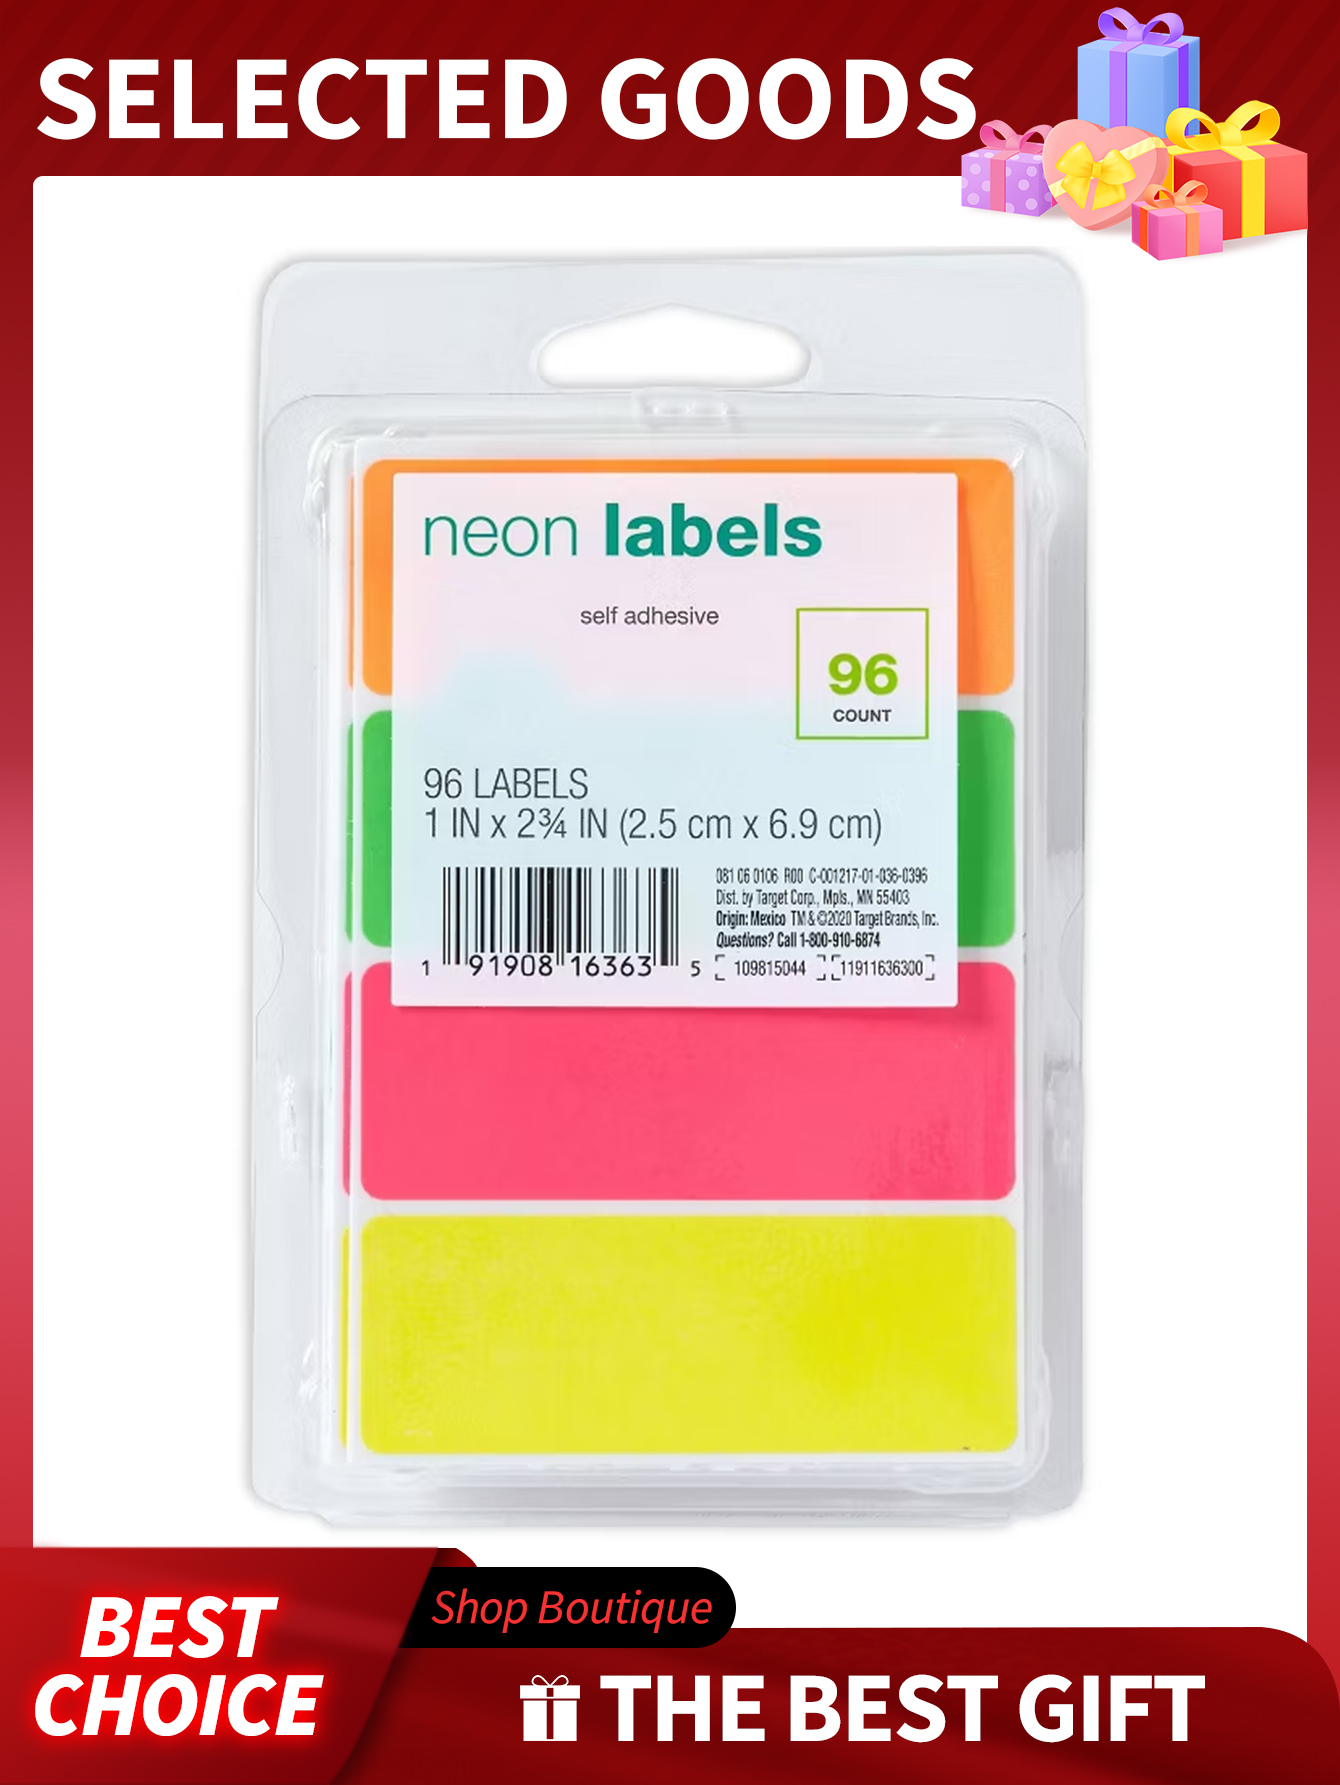 SELECTED GOODS
neon labels
self adhesive
96
COUNT
96 LABELS
1 IN x 2¾ IN (2.5 cm x 6.9 cm)
081 06 0106 R00 C-001217-01-036-0396
Dist. by Target Corp., Mpls., MN 55403
Origin: Mexico TM & ©2020 Target Brands, Inc.
Questions? Call 1-800-910-6874
1 91908 16363 5
109815044 11911636300
Shop Boutique
BEST
CHOICE
THE BEST GIFT